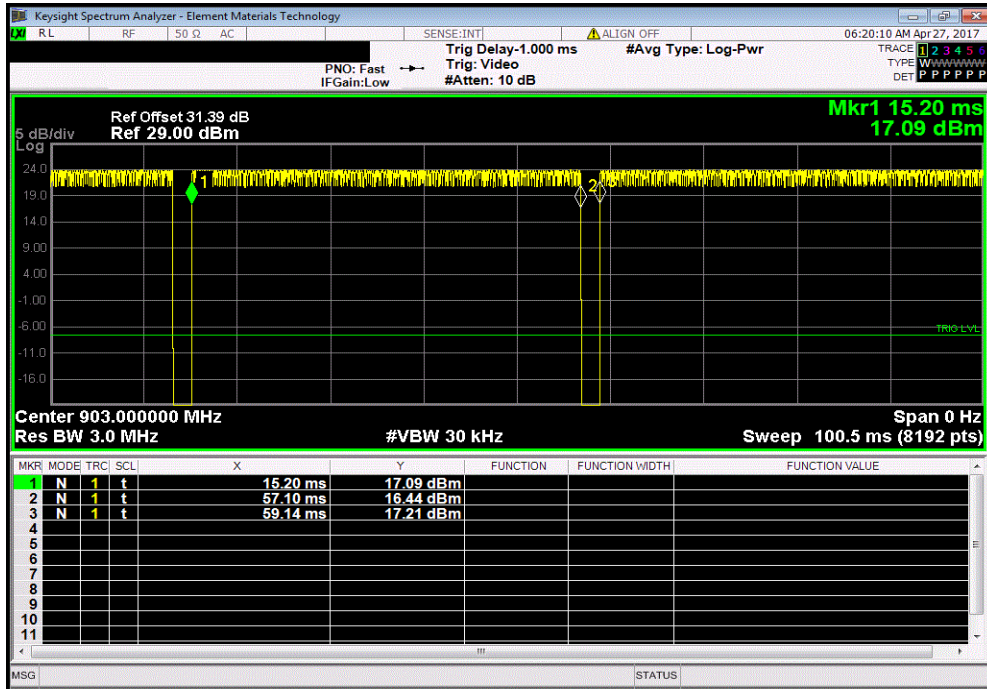 Keysight Spectrum Analyzer - Element Materials Technology
LXI RL RF 50 Ω AC SENSE:INT ALIGN OFF 06:20:10 AM Apr 27, 2017
Trig Delay-1.000 ms #Avg Type: Log-Pwr TRACE 1 2 3 4 5 6
PNO: Fast Trig: Video TYPE WWWWWW
IFGain:Low #Atten: 10 dB DET P P P P P P
Mkr1 15.20 ms
17.09 dBm
Ref Offset 31.39 dB
5 dB/div Ref 29.00 dBm
Log
24.0
1
2
19.0
14.0
9.00
4.00
-1.00
-6.00
TRIG LVL
-11.0
-16.0
Center 903.000000 MHz Span 0 Hz
Res BW 3.0 MHz #VBW 30 kHz Sweep 100.5 ms (8192 pts)
MKR MODE TRC SCL X Y FUNCTION FUNCTION WIDTH FUNCTION VALUE
1 N 1 t 15.20 ms 17.09 dBm
2 N 1 t 57.10 ms 16.44 dBm
3 N 1 t 59.14 ms 17.21 dBm
4
5
6
7
8
9
10
11
MSG STATUS